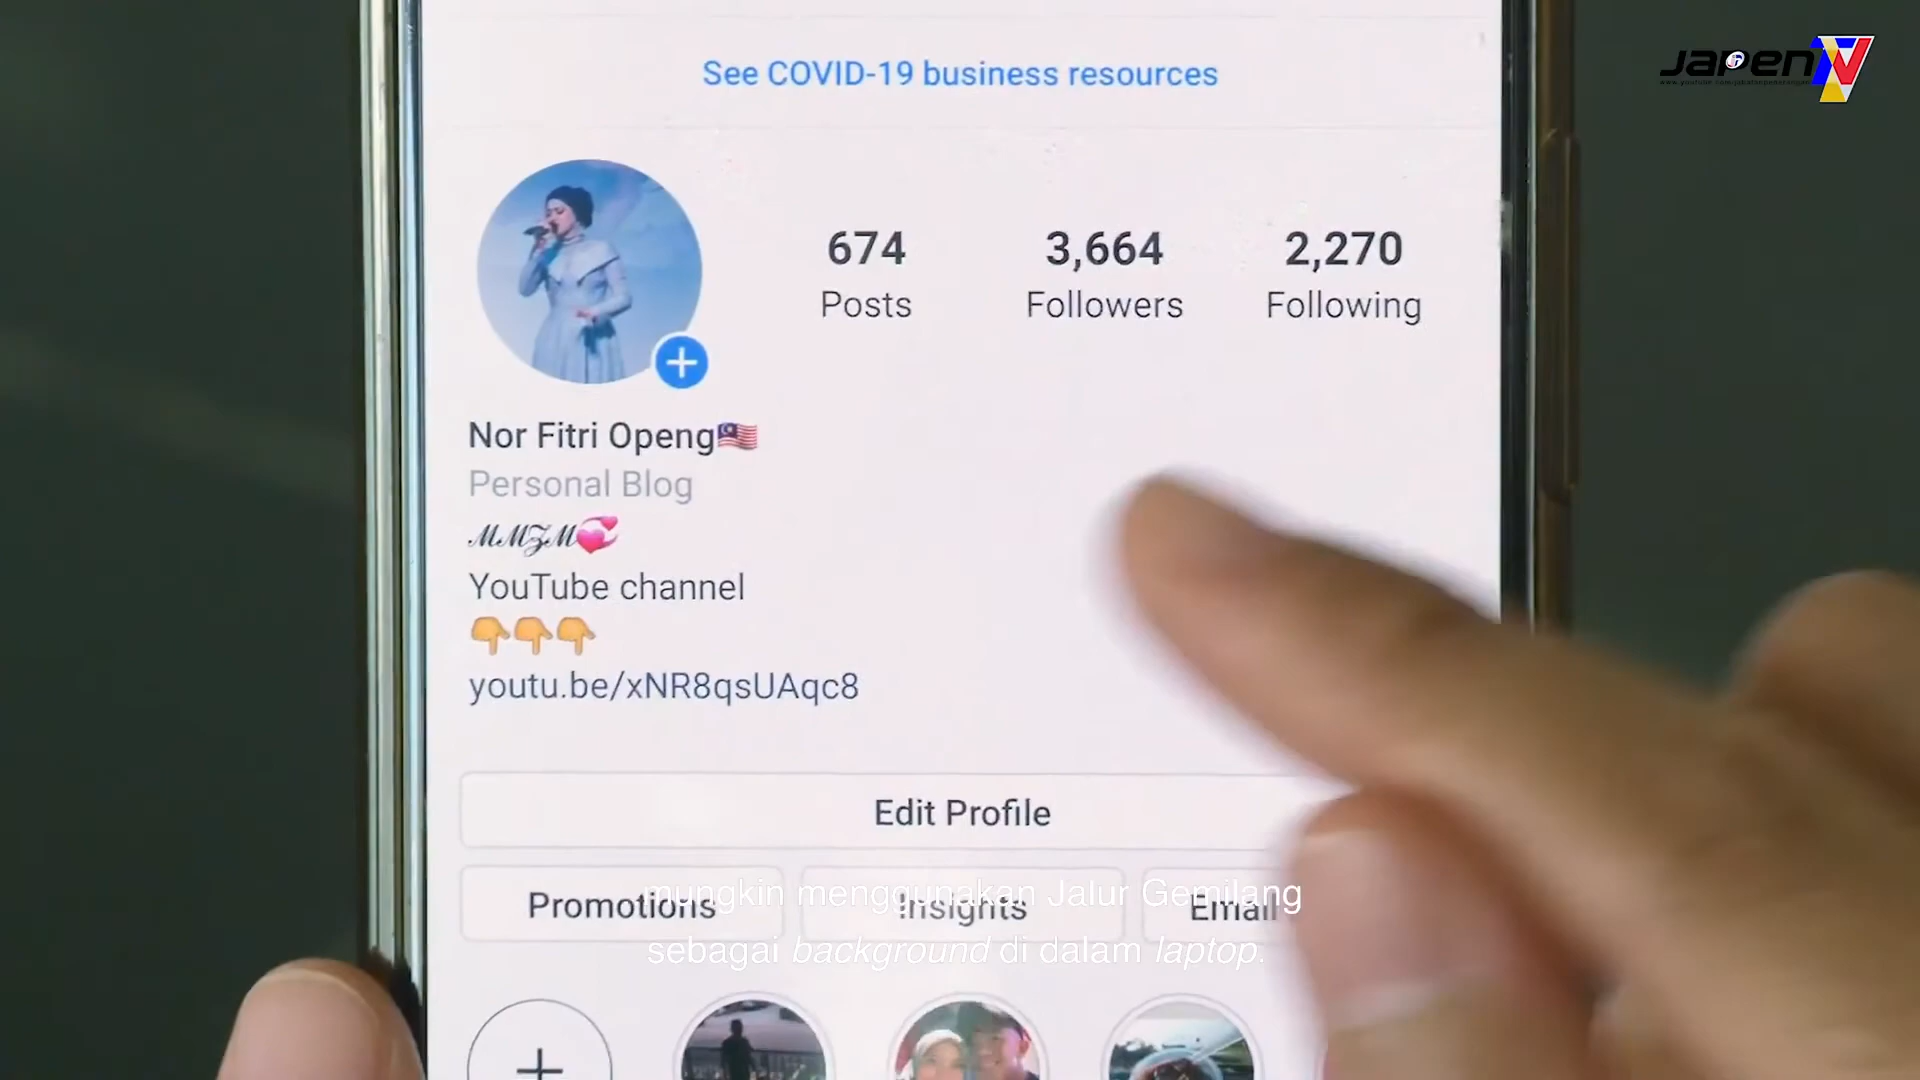 See COVID-19 business resources
JAPEN TV
674
3,664
2,270
Posts
Followers
Following
Nor Fitri Openg🇲🇾
Personal Blog
ℳℳℨℳ💞
YouTube channel
👇👇👇
youtu.be/xNR8qsUAqc8
Edit Profile
Promotions
Insights
Email
mungkin menggunakan Jalur Gemilang
sebagai background di dalam laptop.